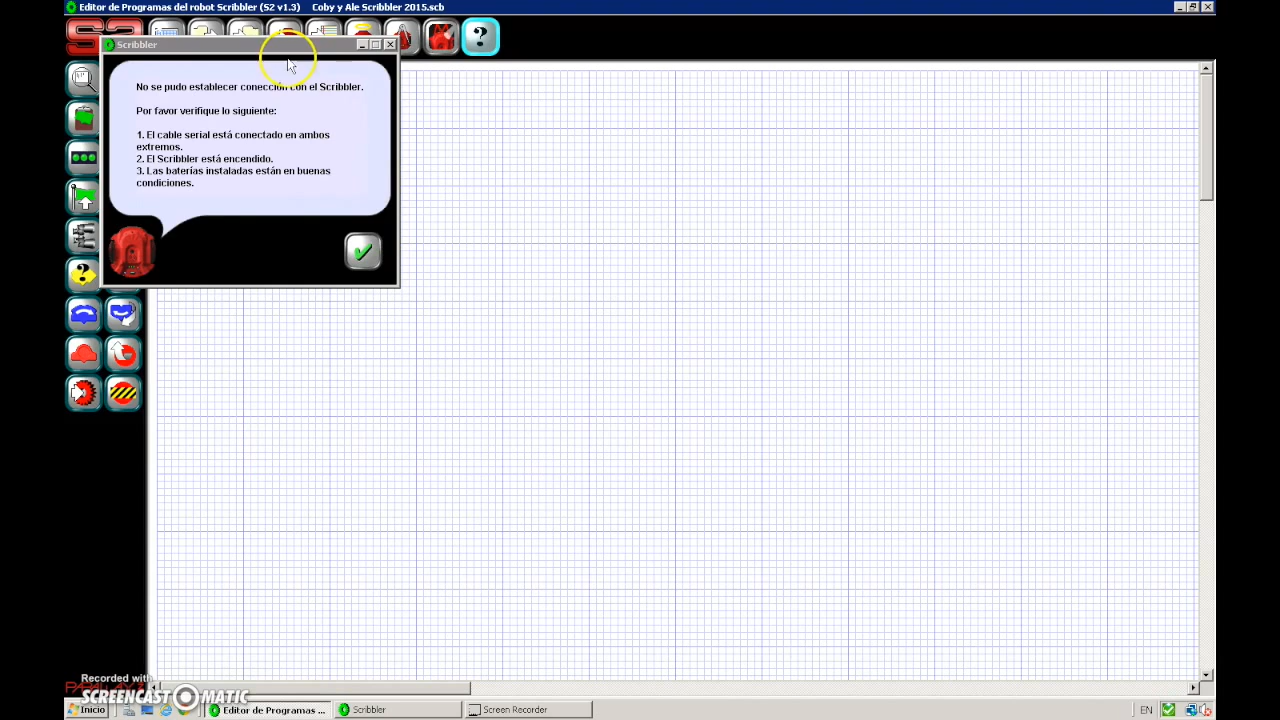 Editor de Programas del robot Scribbler (S2 v1.3) Coby y Ale Scribbler 2015.scb
S2
?
Scribbler
No se pudo establecer conección con el Scribbler.
Por favor verifique lo siguiente:
1. El cable serial está conectado en ambos
extremos.
2. El Scribbler está encendido.
3. Las baterías instaladas están en buenas
condiciones.
?
Recorded with
SCREENCAST MATIC
Inicio
Editor de Programas ...
Scribbler
Screen Recorder
EN